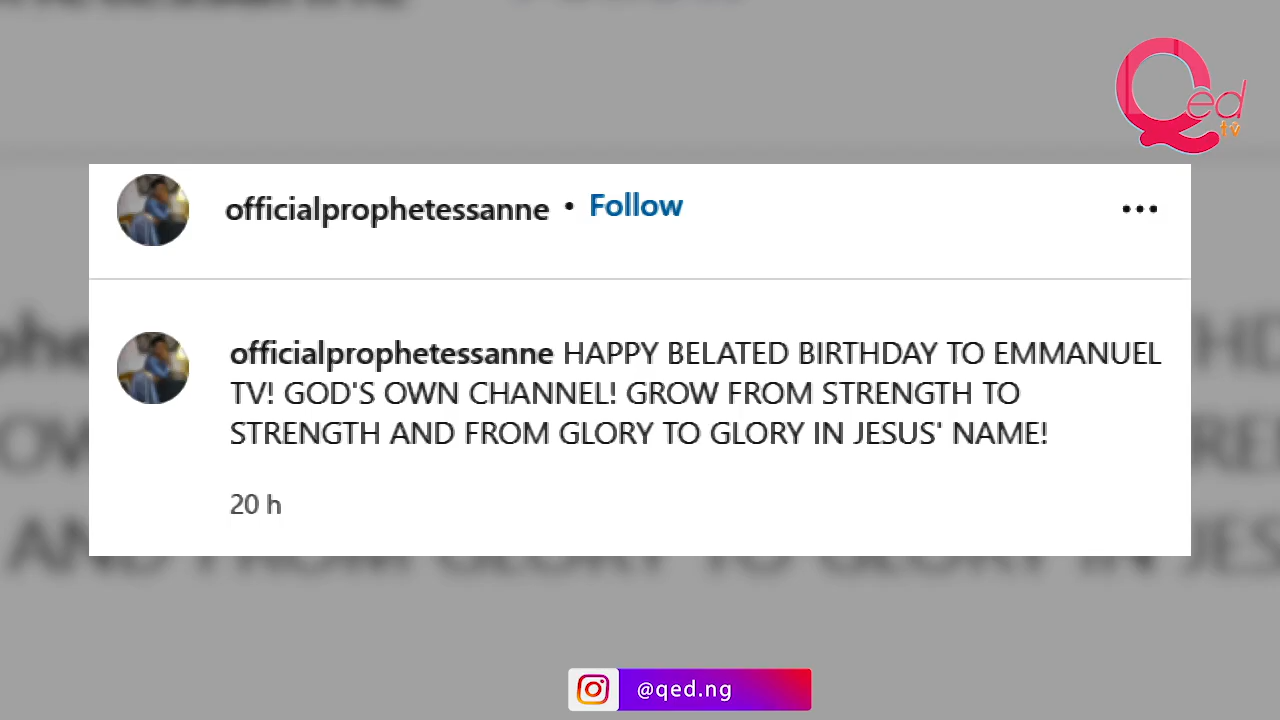 Qed
tv
officialprophetessanne • Follow
officialprophetessanne HAPPY BELATED BIRTHDAY TO EMMANUEL
TV! GOD'S OWN CHANNEL! GROW FROM STRENGTH TO
STRENGTH AND FROM GLORY TO GLORY IN JESUS' NAME!
20 h
@qed.ng